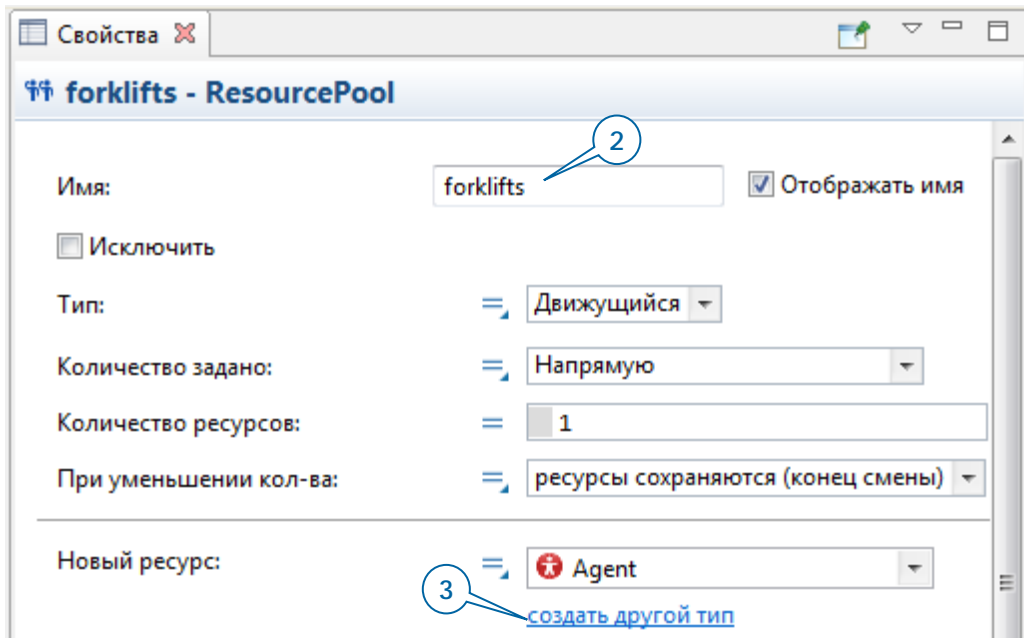 Свойства
forklifts - ResourcePool
2
Имя: forklifts Отображать имя
Исключить
Тип: Движущийся
Количество задано: Напрямую
Количество ресурсов: 1
При уменьшении кол-ва: ресурсы сохраняются (конец смены)
Новый ресурс: Agent
3
создать другой тип